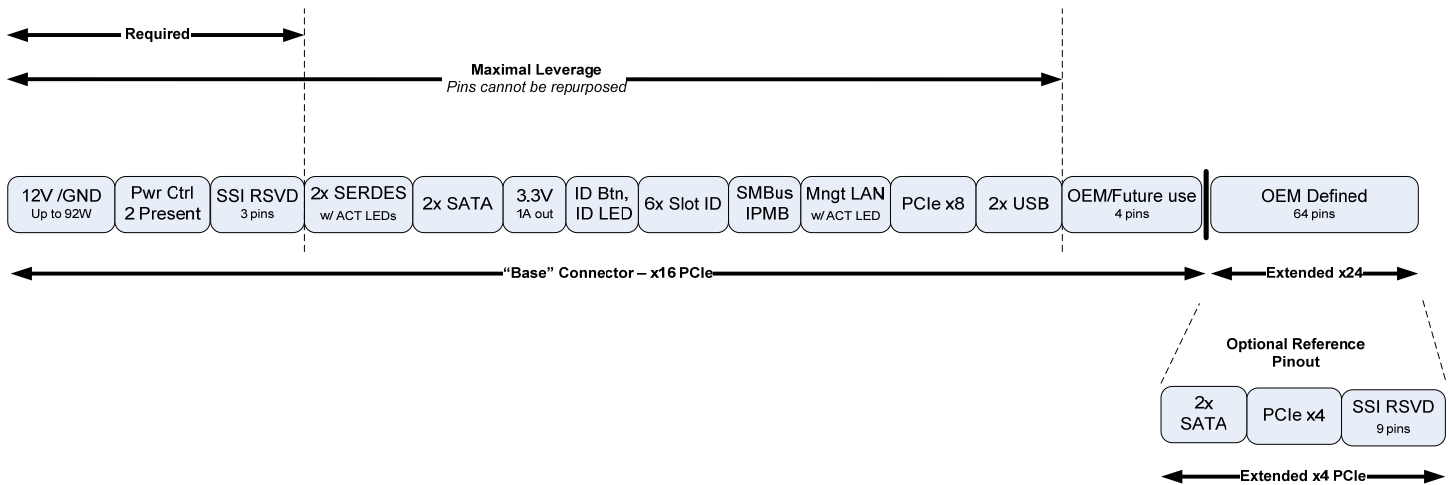 Required
Maximal Leverage
Pins cannot be repurposed
12V /GND
Up to 92W
Pwr Ctrl
2 Present
SSI RSVD
3 pins
2x SERDES
w/ ACT LEDs
2x SATA
3.3V
1A out
ID Btn,
ID LED
6x Slot ID
SMBus
IPMB
Mngt LAN
w/ ACT LED
PCIe x8
2x USB
OEM/Future use
4 pins
OEM Defined
64 pins
“Base” Connector – x16 PCIe
Extended x24
Optional Reference
Pinout
2x
SATA
PCIe x4
SSI RSVD
9 pins
Extended x4 PCIe